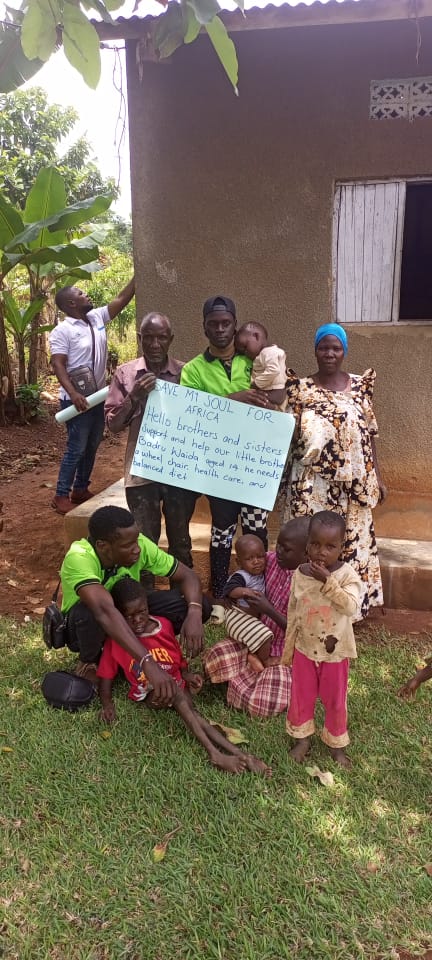 SAVE MY SOUL FOR
AFRICA
Hello brothers and sisters
Support and help our little brother
Badru Waida aged 14. he needs
a wheel chair, health care, and
balanced diet